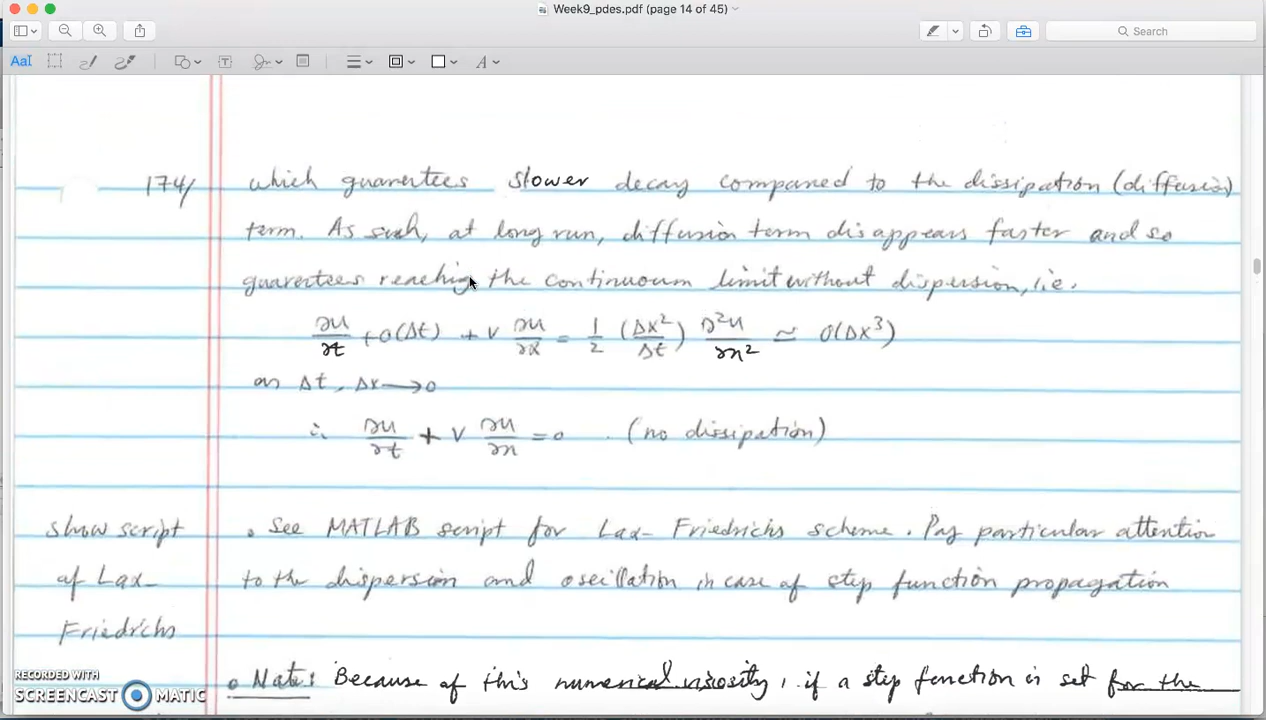 Week9_pdes.pdf (page 14 of 45)
Search
174/ which guarentees slower decay compared to the dissipation (diffusion)
term. As such, at long run, diffusion term disappears faster and so
guarentees reaching the continuoum limit without dispersion, i.e.
∂u/∂t + O(Δt) + v ∂u/∂x = 1/2 (Δx²/Δt) ∂²u/∂x² ≃ O(Δx³)
as Δt, Δx → 0
∴ ∂u/∂t + v ∂u/∂x = 0 . (no dissipation)
show script
of Lax-
Friedrichs
• See MATLAB script for Lax-Friedrichs scheme. Pay particular attention
to the dispersion and oscillation in case of step function propagation
• Note: Because of this numerical viscosity, if a step function is set for the
RECORDED WITH
SCREENCAST MATIC